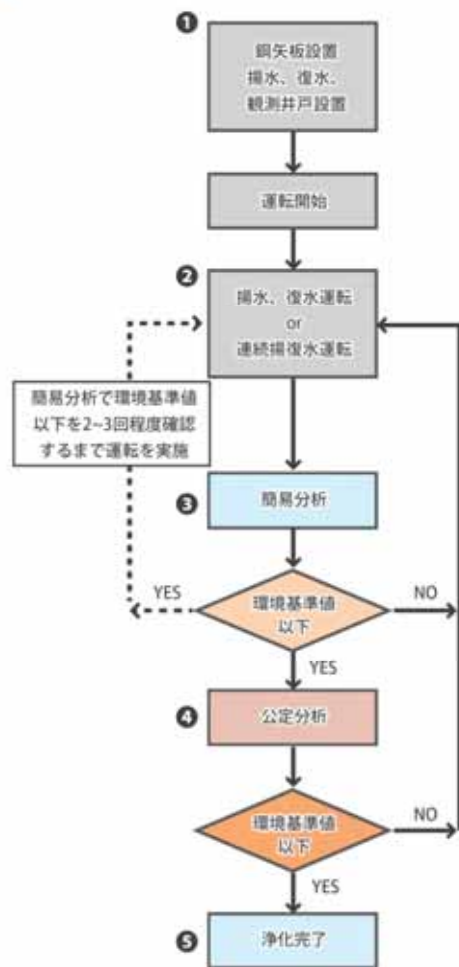 ❶
鋼矢板設置
揚水、復水、
観測井戸設置
運転開始
❷
揚水、復水運転
or
連続揚復水運転
簡易分析で環境基準値
以下を2~3回程度確認
するまで運転を実施
❸
簡易分析
YES
環境基準値
以下
NO
YES
❹
公定分析
環境基準値
以下
NO
YES
❺
浄化完了